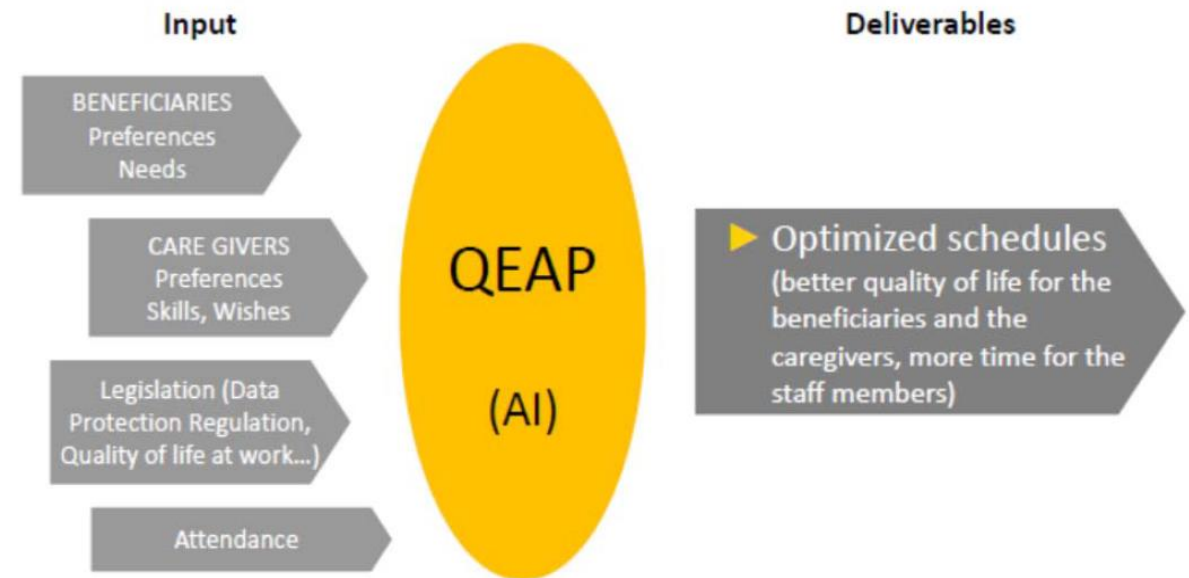 Input
Deliverables
BENEFICIARIES
Preferences
Needs
CARE GIVERS
Preferences
Skills, Wishes
Legislation (Data
Protection Regulation,
Quality of life at work...)
Attendance
QEAP
(AI)
Optimized schedules
(better quality of life for the
beneficiaries and the
caregivers, more time for the
staff members)